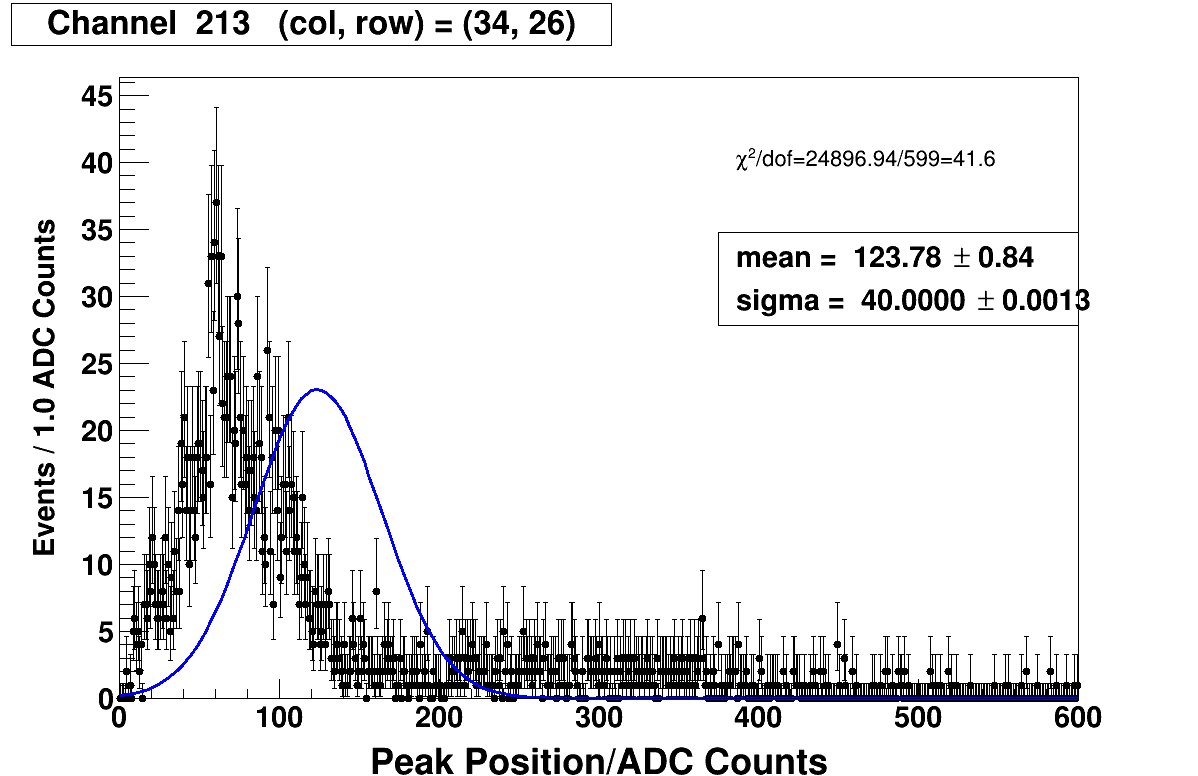 Channel 213 (col, row) = (34, 26)
Events / 1.0 ADC Counts
45
40
35
30
25
20
15
10
5
0
χ²/dof=24896.94/599=41.6
mean = 123.78 ± 0.84
sigma = 40.0000 ± 0.0013
0 100 200 300 400 500 600
Peak Position/ADC Counts